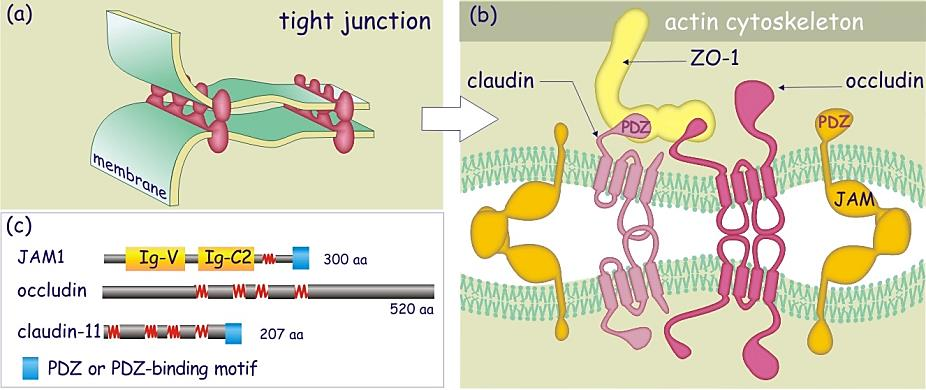 (a)
tight junction
membrane
(b)
actin cytoskeleton
ZO-1
claudin
occludin
PDZ
PDZ
JAM
(c)
JAM1 Ig-V Ig-C2 300 aa
occludin
520 aa
claudin-11 207 aa
PDZ or PDZ-binding motif